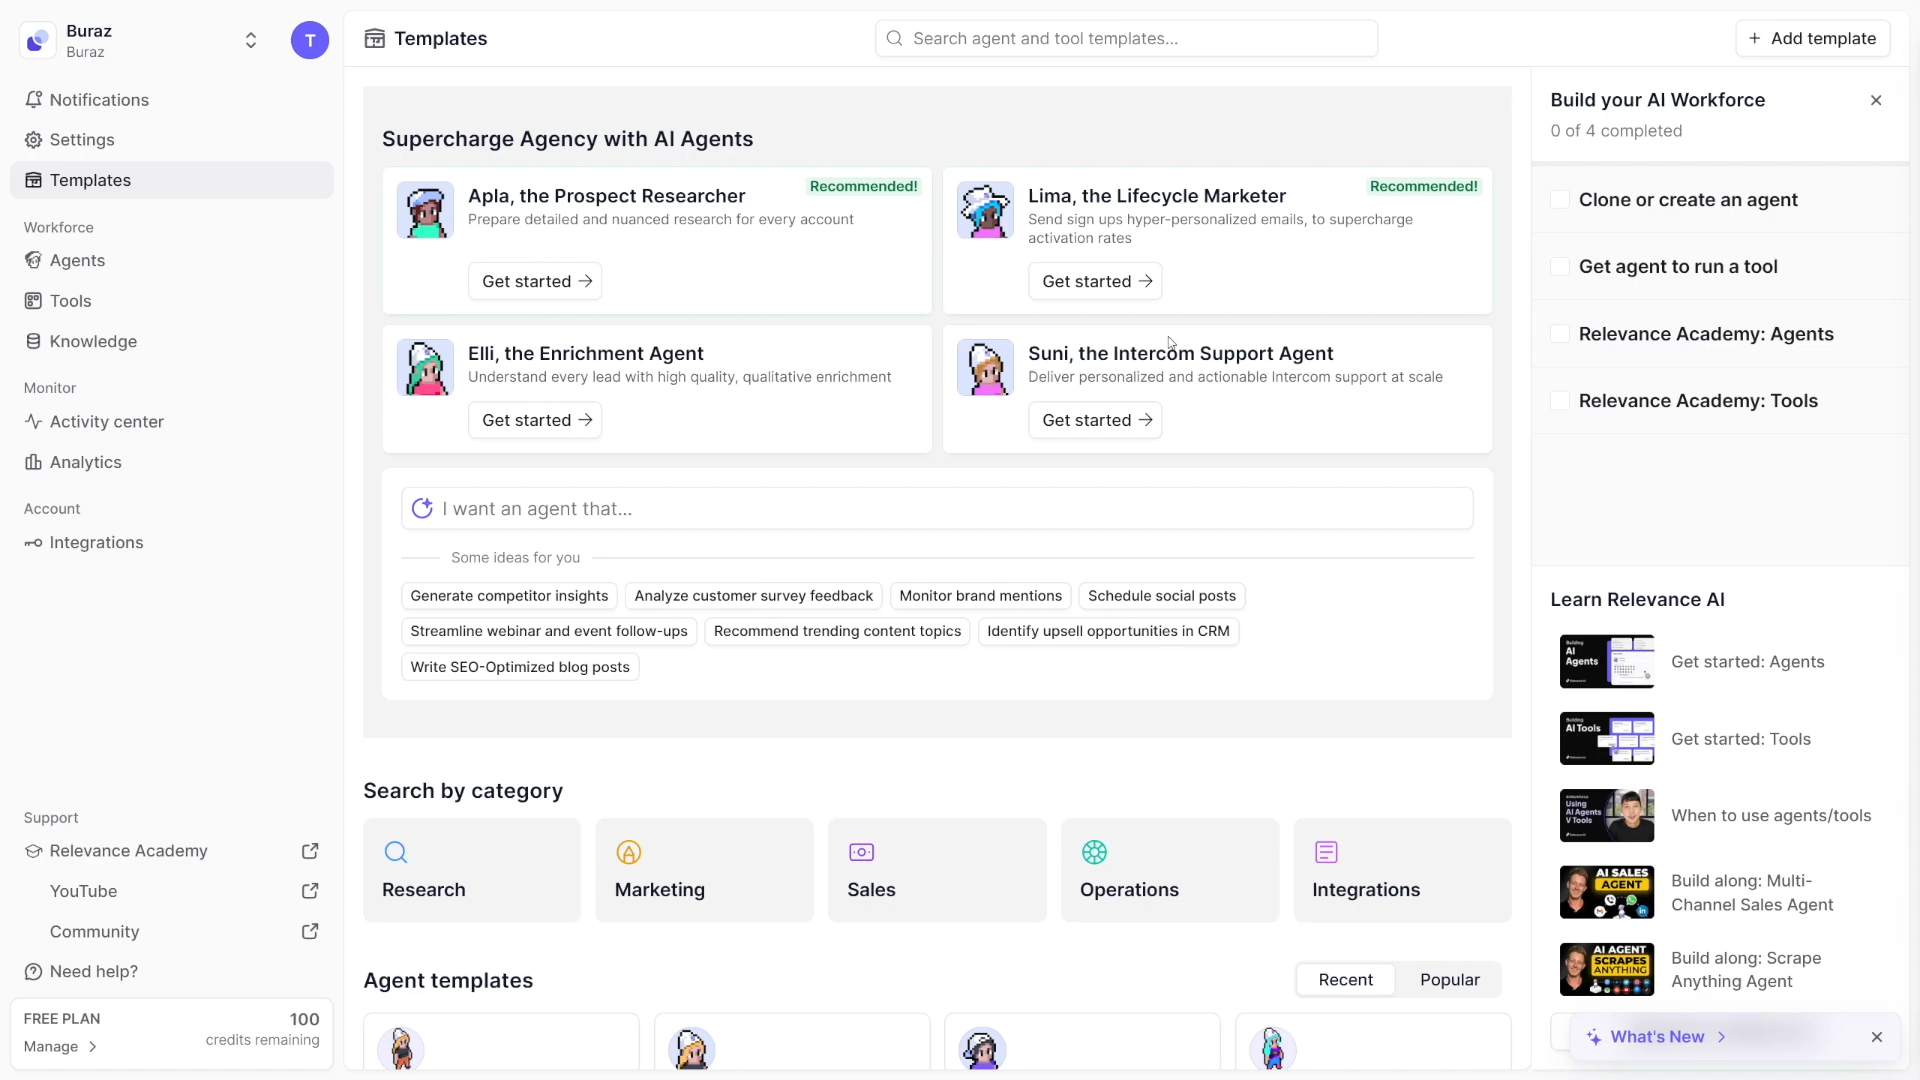 Buraz
Buraz
T
Notifications
Settings
Templates
Workforce
Agents
Tools
Knowledge
Monitor
Activity center
Analytics
Account
Integrations
Support
Relevance Academy
YouTube
Community
Need help?
FREE PLAN
100
Manage
credits remaining
Templates
Search agent and tool templates...
+ Add template
Supercharge Agency with AI Agents
Apla, the Prospect Researcher
Recommended!
Prepare detailed and nuanced research for every account
Get started →
Lima, the Lifecycle Marketer
Recommended!
Send sign ups hyper-personalized emails, to supercharge
activation rates
Get started →
Elli, the Enrichment Agent
Understand every lead with high quality, qualitative enrichment
Get started →
Suni, the Intercom Support Agent
Deliver personalized and actionable Intercom support at scale
Get started →
I want an agent that...
Some ideas for you
Generate competitor insights
Analyze customer survey feedback
Monitor brand mentions
Schedule social posts
Streamline webinar and event follow-ups
Recommend trending content topics
Identify upsell opportunities in CRM
Write SEO-Optimized blog posts
Search by category
Research
Marketing
Sales
Operations
Integrations
Agent templates
Recent
Popular
Build your AI Workforce
0 of 4 completed
Clone or create an agent
Get agent to run a tool
Relevance Academy: Agents
Relevance Academy: Tools
Learn Relevance AI
Building
AI
Agents
Get started: Agents
Building
AI Tools
Get started: Tools
Using
AI Agents
V Tools
When to use agents/tools
AI SALES
AGENT
Build along: Multi-
Channel Sales Agent
AI AGENT
SCRAPES
ANYTHING
Build along: Scrape
Anything Agent
What's New